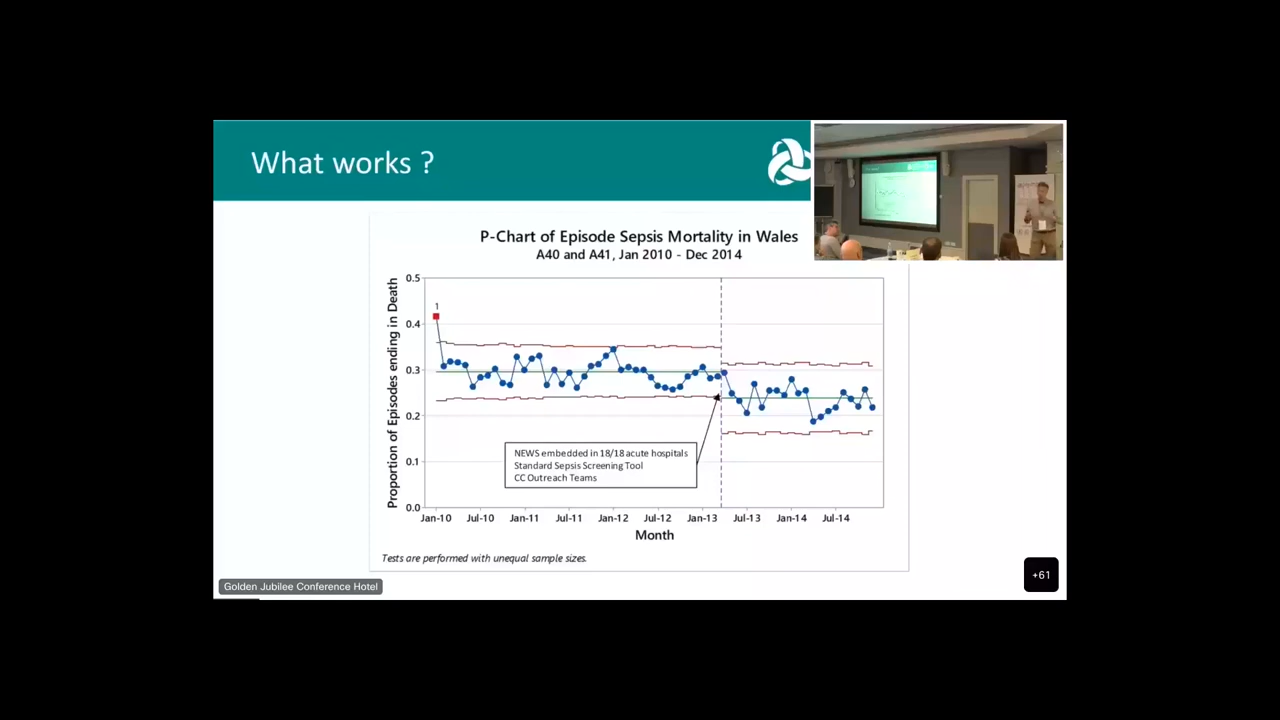 What works ?
P-Chart of Episode Sepsis Mortality in Wales
A40 and A41, Jan 2010 - Dec 2014
Proportion of Episodes ending in Death
0.5
0.4
0.3
0.2
0.1
0.0
1
NEWS embedded in 18/18 acute hospitals
Standard Sepsis Screening Tool
CC Outreach Teams
Jan-10 Jul-10 Jan-11 Jul-11 Jan-12 Jul-12 Jan-13 Jul-13 Jan-14 Jul-14
Month
Tests are performed with unequal sample sizes.
Golden Jubilee Conference Hotel
+61